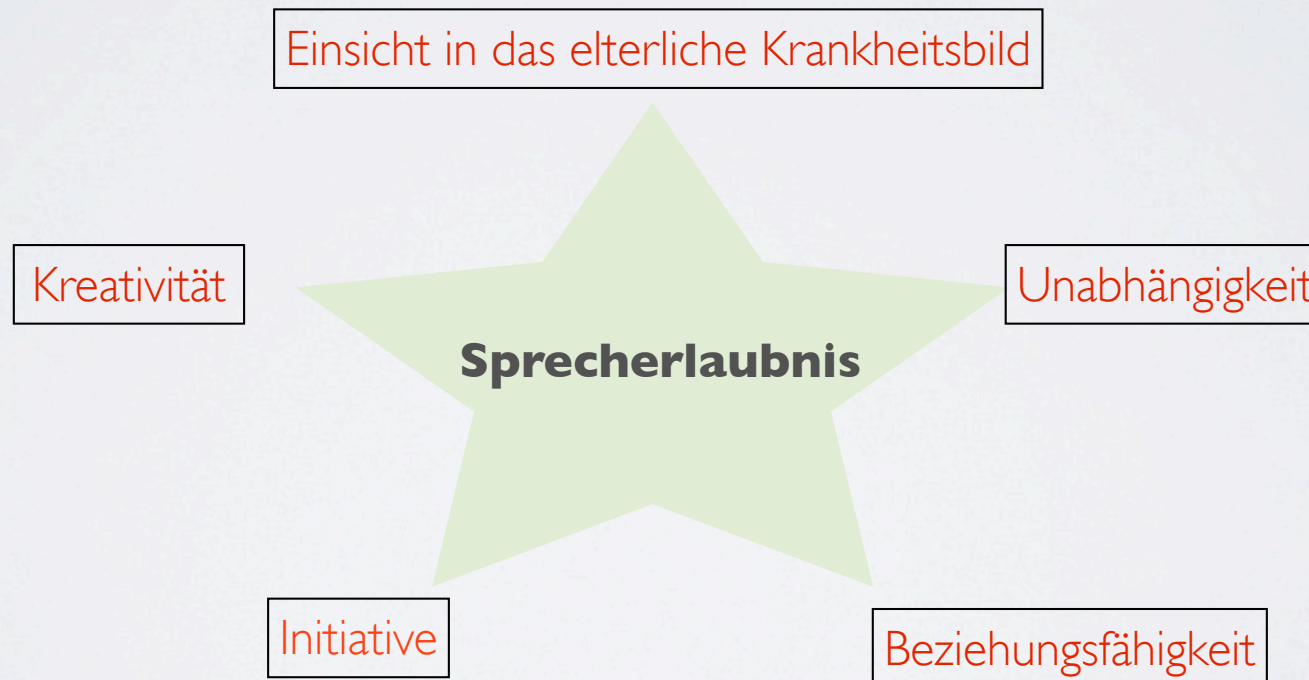 Einsicht in das elterliche Krankheitsbild
Kreativität
Unabhängigkeit
Sprecherlaubnis
Initiative
Beziehungsfähigkeit